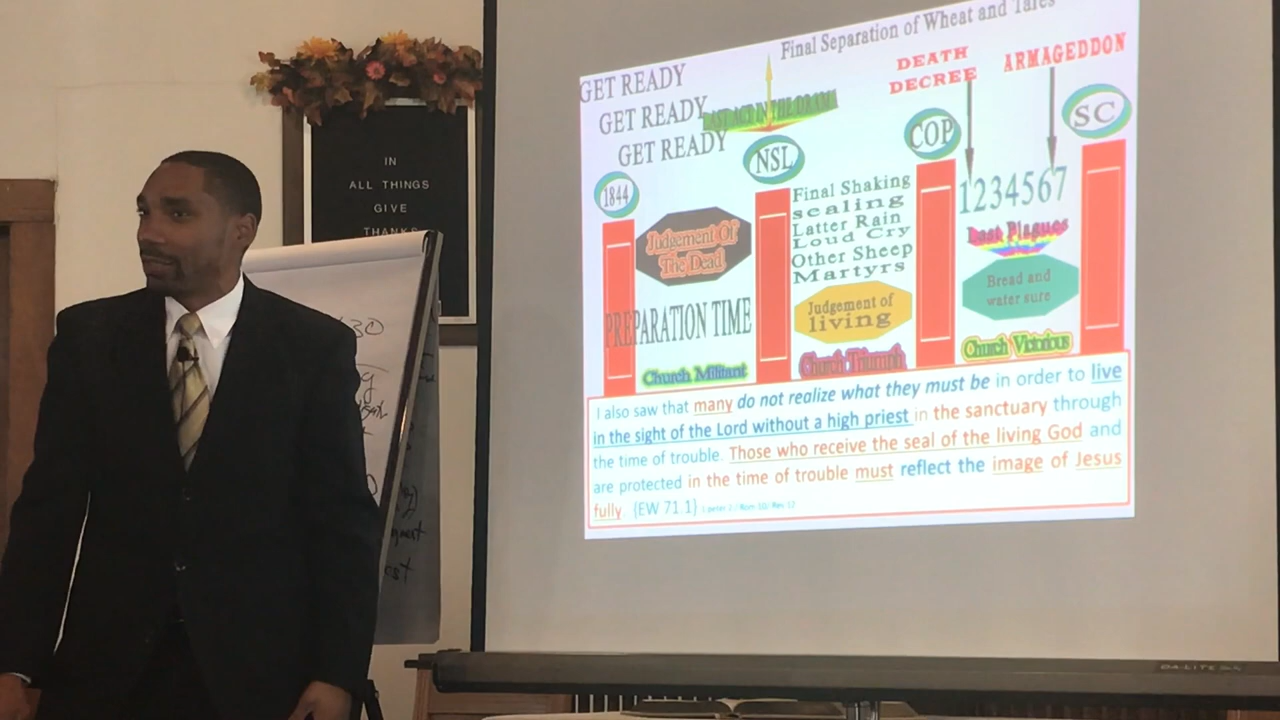 IN
ALL THINGS
GIVE
THANKS
Final Separation of Wheat and Tares
GET READY
GET READY
GET READY
LAST ACT IN THE DRAMA
DEATH
DECREE
ARMAGEDDON
1844
NSL
COP
SC
Judgement Of
The Dead
PREPARATION TIME
Church Militant
Final Shaking
scaling
Latter Rain
Loud Cry
Other Sheep
Martyrs
Judgement of
living
Church Triumph
1234567
Last Plagues
Bread and
water sure
Church Victorious
I also saw that many do not realize what they must be in order to live
in the sight of the Lord without a high priest in the sanctuary through
the time of trouble. Those who receive the seal of the living God and
are protected in the time of trouble must reflect the image of Jesus
fully. {EW 71.1}
DA-LITE